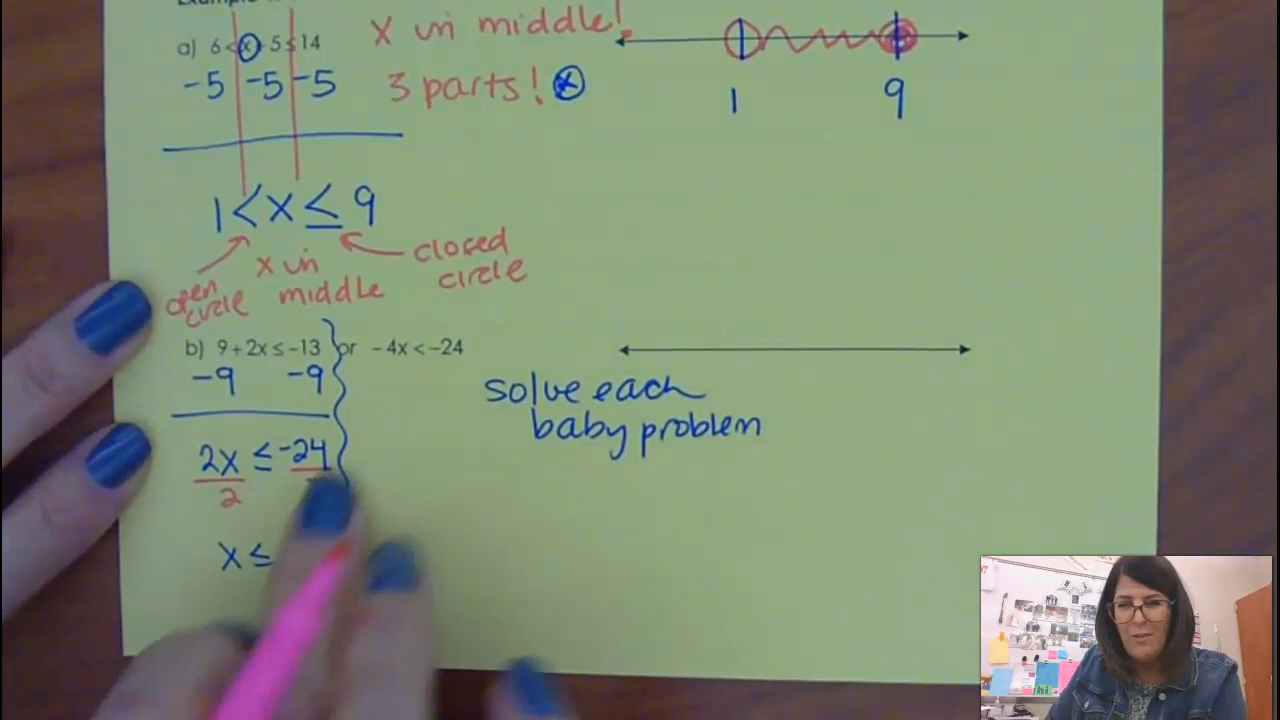 a) 6 < x + 5 ≤ 14
x in middle!
-5 -5 -5
3 parts! x
1 9
1 < x ≤ 9
open circle
x in middle
closed circle
b) 9 + 2x ≤ -13 or -4x < -24
-9 -9
solve each
baby problem
2x ≤ -24
2
x ≤
hi